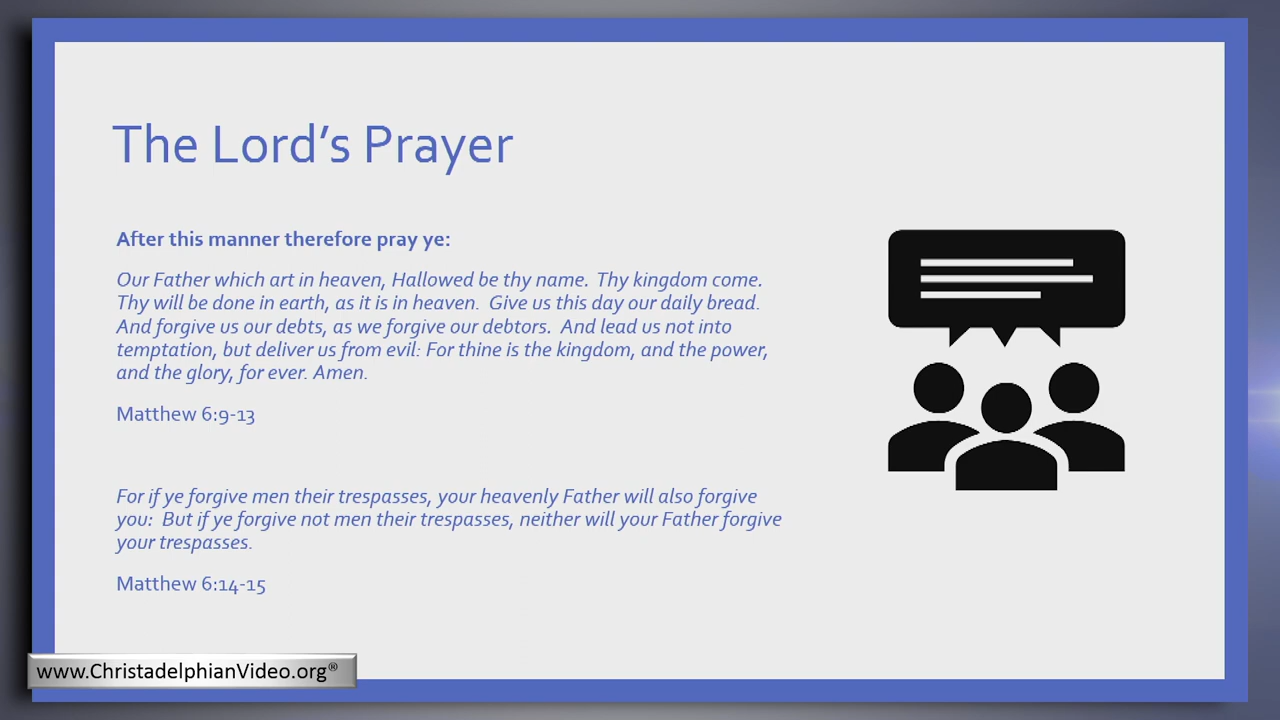 The Lord’s Prayer
After this manner therefore pray ye:
Our Father which art in heaven, Hallowed be thy name.  Thy kingdom come.
Thy will be done in earth, as it is in heaven.  Give us this day our daily bread.
And forgive us our debts, as we forgive our debtors.  And lead us not into
temptation, but deliver us from evil: For thine is the kingdom, and the power,
and the glory, for ever. Amen.
Matthew 6:9-13
For if ye forgive men their trespasses, your heavenly Father will also forgive
you:  But if ye forgive not men their trespasses, neither will your Father forgive
your trespasses.
Matthew 6:14-15
www.ChristadelphianVideo.org®